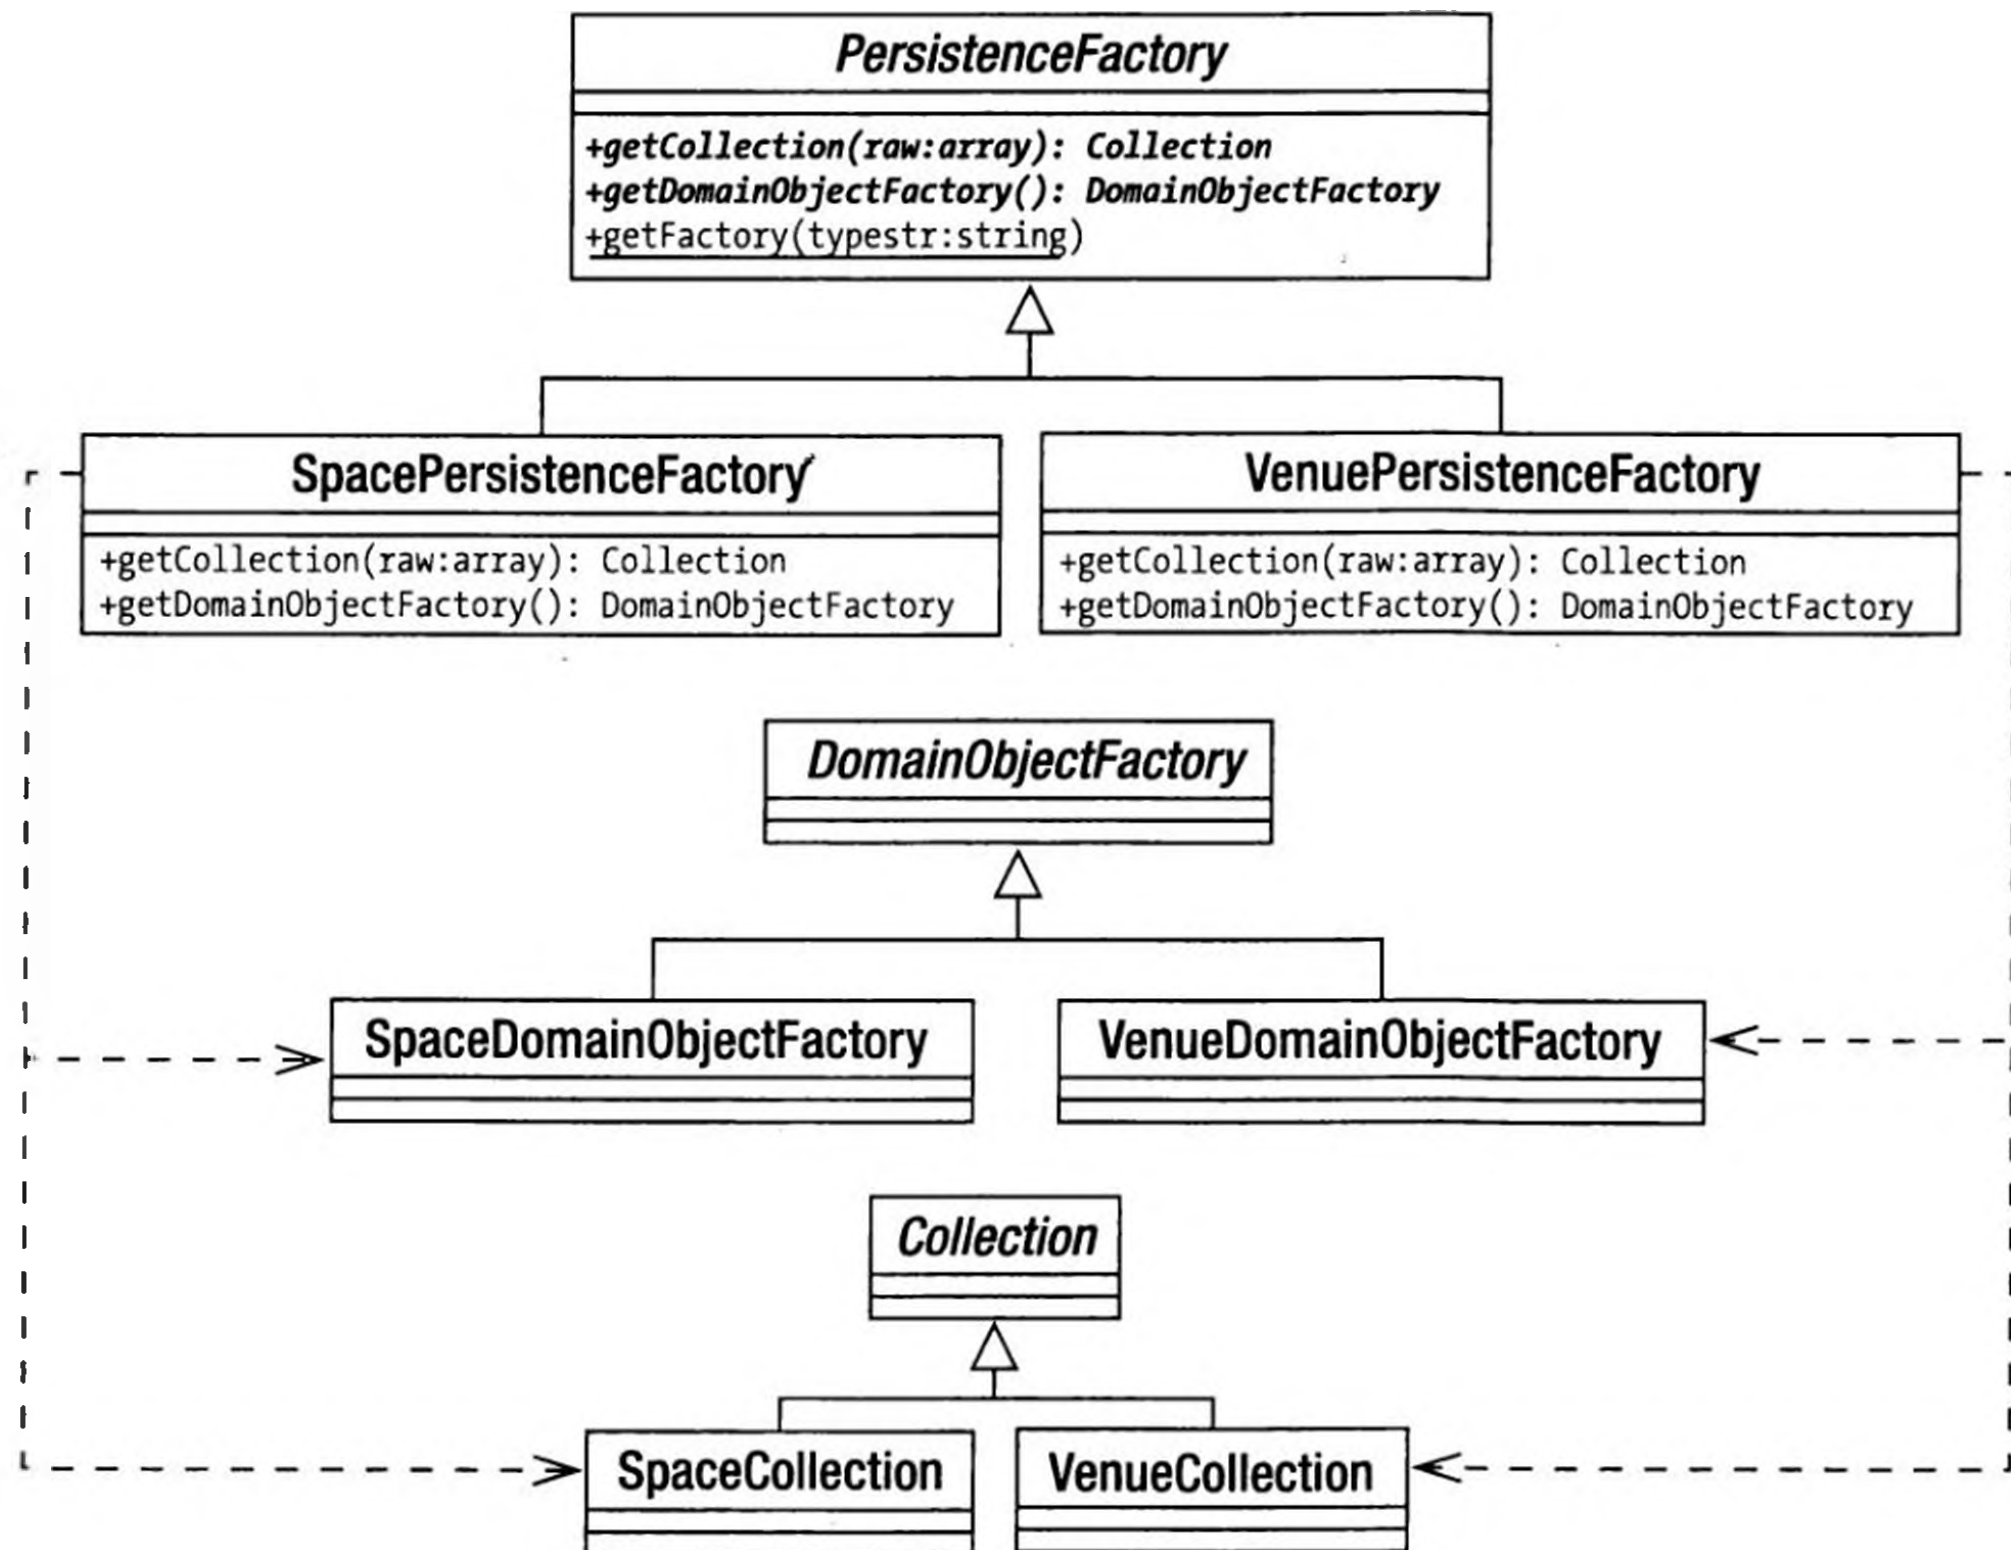 PersistenceFactory
+getCollection(raw:array): Collection
+getDomainObjectFactory(): DomainObjectFactory
+getFactory(typestr:string)
SpacePersistenceFactory
+getCollection(raw:array): Collection
+getDomainObjectFactory(): DomainObjectFactory
VenuePersistenceFactory
+getCollection(raw:array): Collection
+getDomainObjectFactory(): DomainObjectFactory
DomainObjectFactory
SpaceDomainObjectFactory
VenueDomainObjectFactory
Collection
SpaceCollection
VenueCollection